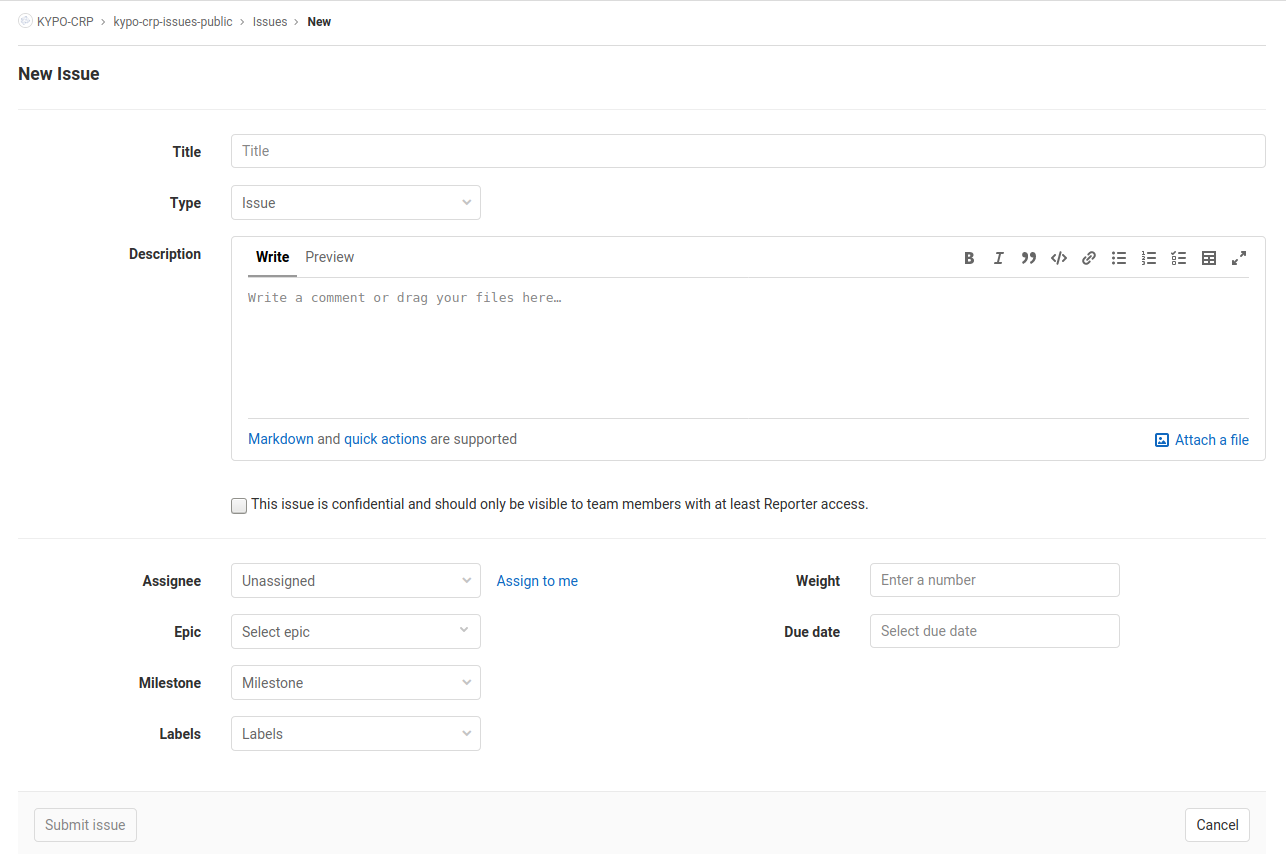 KYPO-CRP > kypo-crp-issues-public > Issues > New
New Issue
Title Title
Type Issue
Description Write Preview
Write a comment or drag your files here…
Markdown and quick actions are supported Attach a file
This issue is confidential and should only be visible to team members with at least Reporter access.
Assignee Unassigned Assign to me Weight Enter a number
Epic Select epic Due date Select due date
Milestone Milestone
Labels Labels
Submit issue Cancel